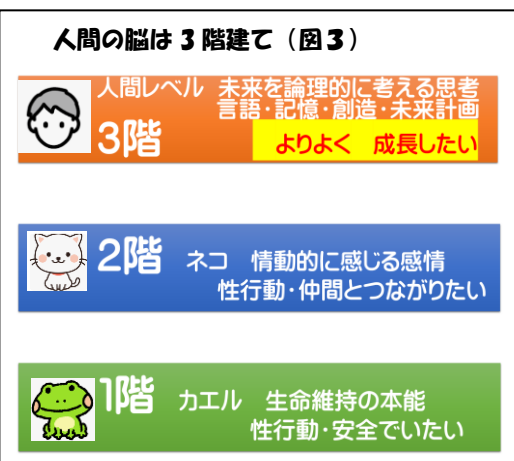 人間の脳は3階建て（図3）
人間レベル 未来を論理的に考える思考
言語・記憶・創造・未来計画
3階
よりよく 成長したい
2階 ネコ 情動的に感じる感情
性行動・仲間とつながりたい
1階 カエル 生命維持の本能
性行動・安全でいたい